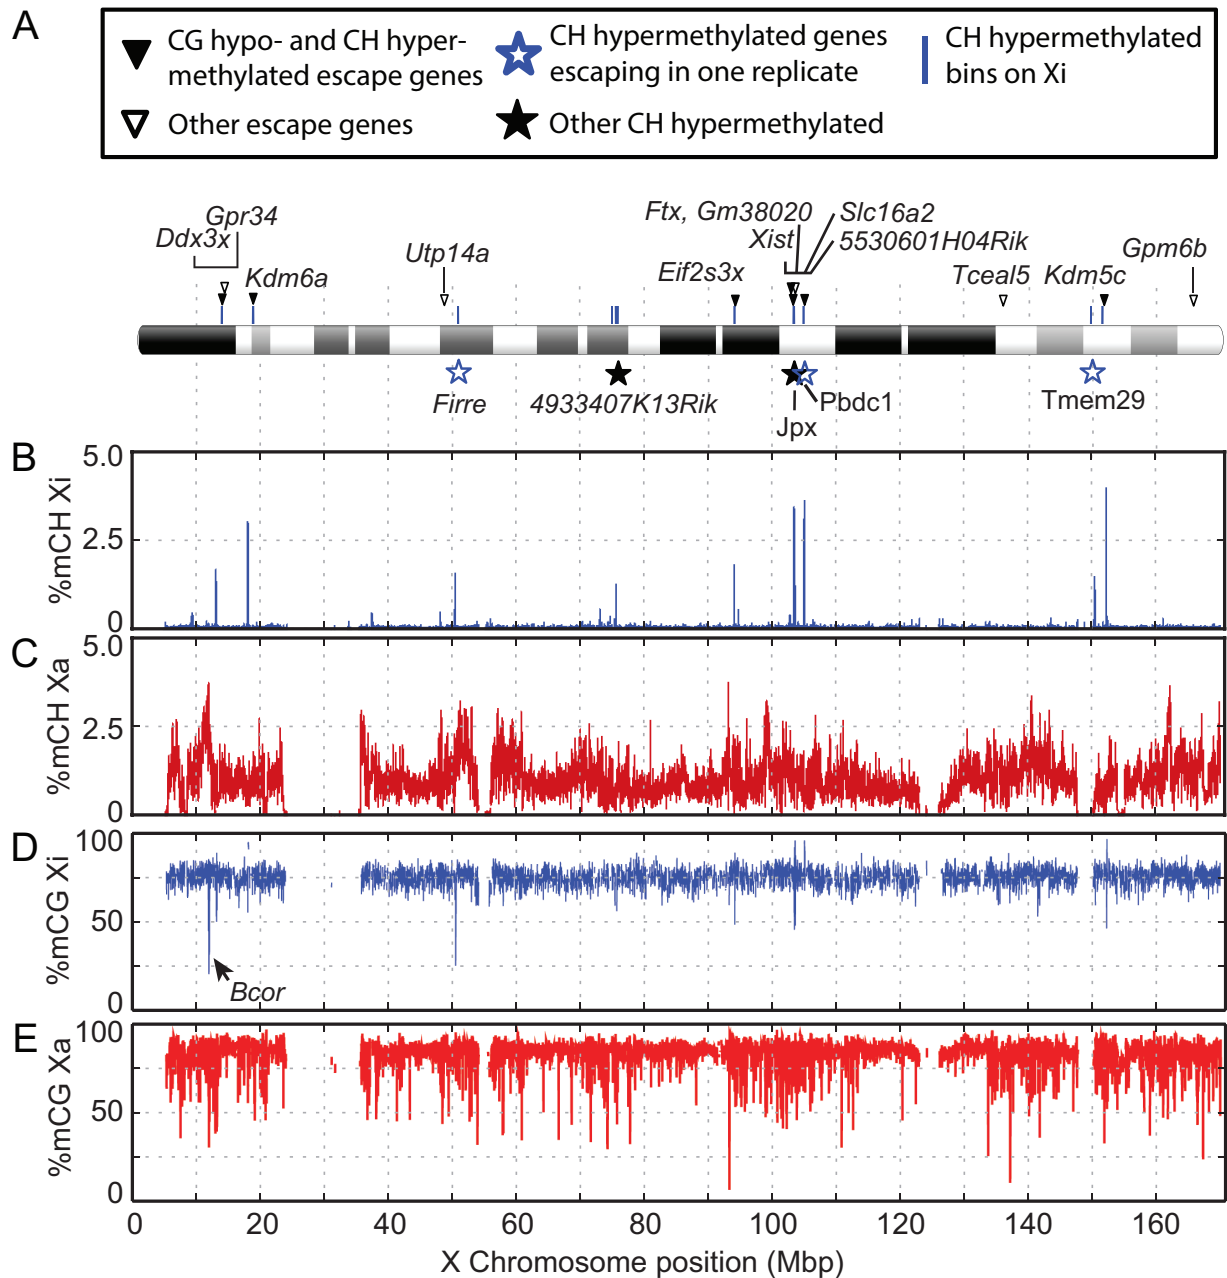 A
CG hypo- and CH hyper-
methylated escape genes
Other escape genes
CH hypermethylated genes
escaping in one replicate
Other CH hypermethylated
CH hypermethylated
bins on Xi
Gpr34
Ddx3x
Kdm6a
Utp14a
Ftx, Gm38020
Xist
Slc16a2
5530601H04Rik
Eif2s3x
Tceal5
Kdm5c
Gpm6b
Firre
4933407K13Rik
Pbdc1
Jpx
Tmem29
B
%mCH Xi
5.0
2.5
0
C
%mCH Xa
5.0
2.5
0
D
%mCG Xi
100
50
0
Bcor
E
%mCG Xa
100
50
0
0 20 40 60 80 100 120 140 160
X Chromosome position (Mbp)